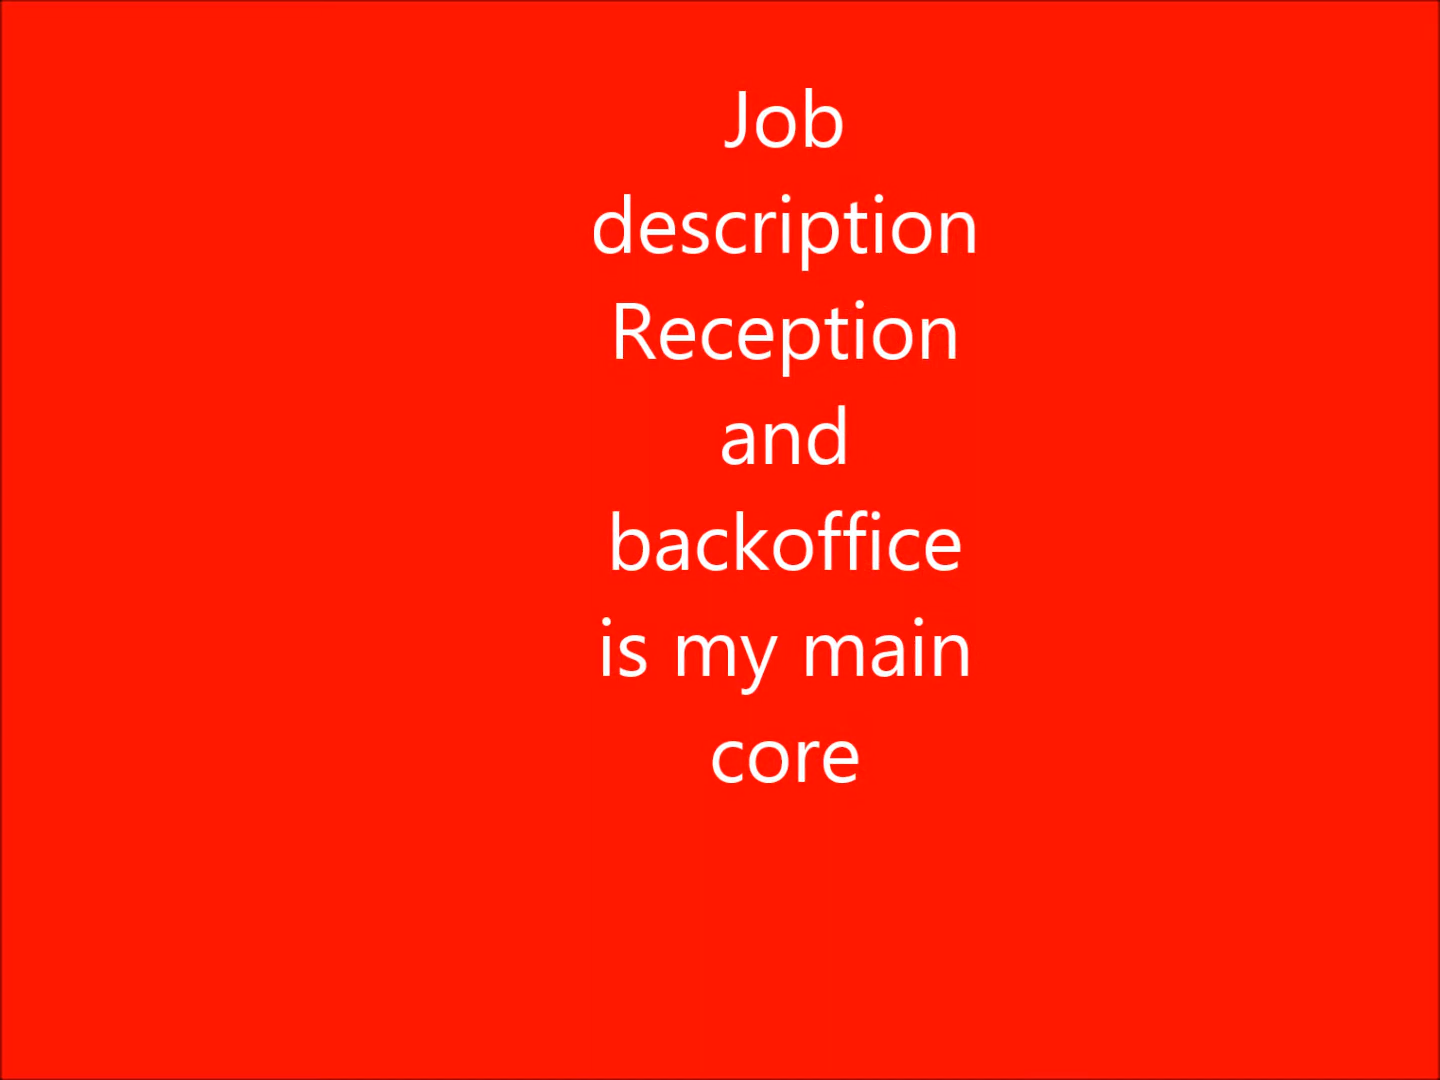 Job
description
Reception
and
backoffice
is my main
core